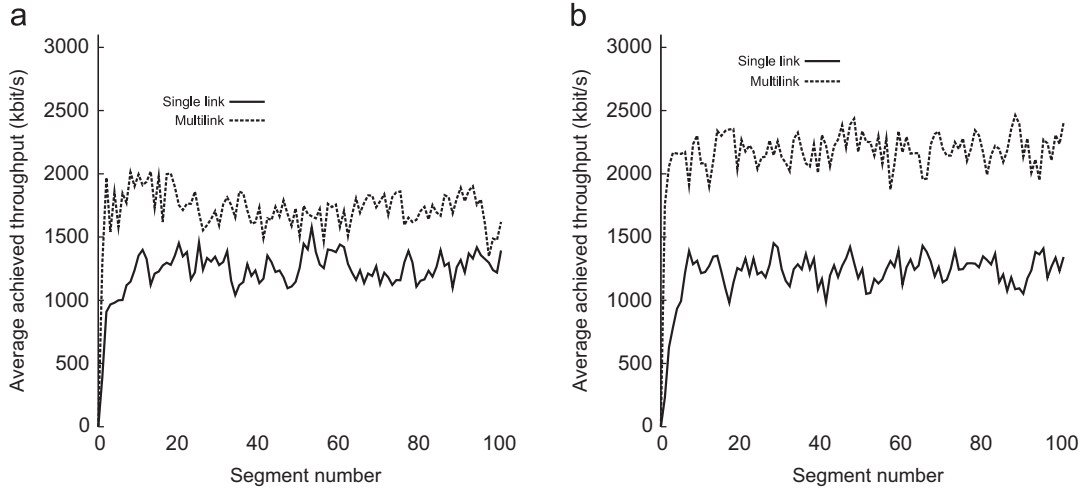 a
Average achieved throughput (kbit/s)
3000
2500
2000
1500
1000
500
0
Single link
Multilink
0 20 40 60 80 100
Segment number
b
Average achieved throughput (kbit/s)
3000
2500
2000
1500
1000
500
0
Single link
Multilink
0 20 40 60 80 100
Segment number